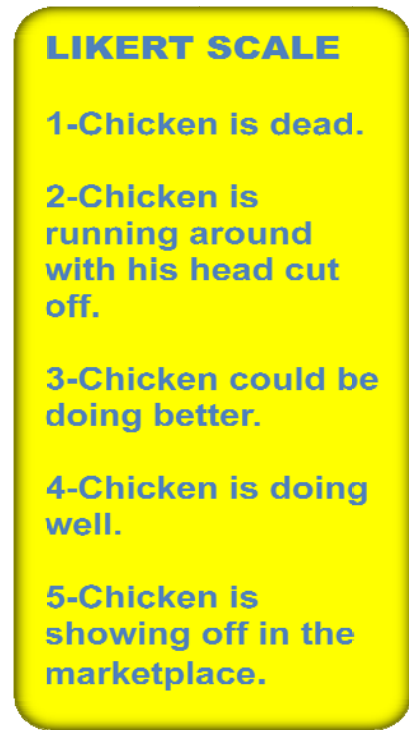 LIKERT SCALE
1-Chicken is dead.
2-Chicken is
running around
with his head cut
off.
3-Chicken could be
doing better.
4-Chicken is doing
well.
5-Chicken is
showing off in the
marketplace.